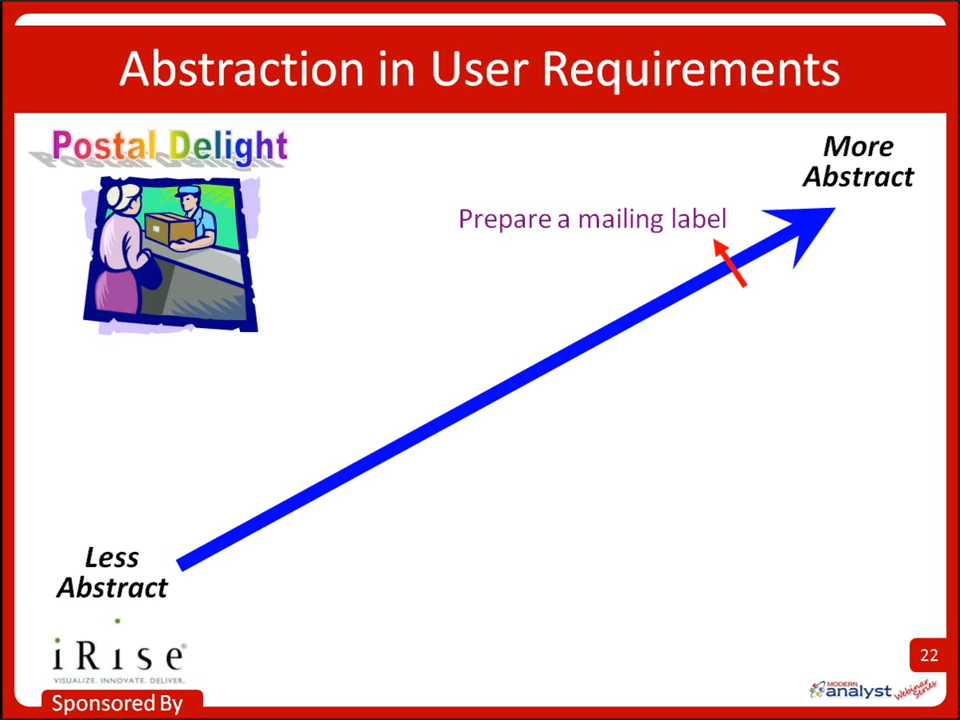 Abstraction in User Requirements
Postal Delight
More
Abstract
Prepare a mailing label
Less
Abstract
iRise®
VISUALIZE. INNOVATE. DELIVER.
22
MODERN
analyst
Webinar
Series
Sponsored By